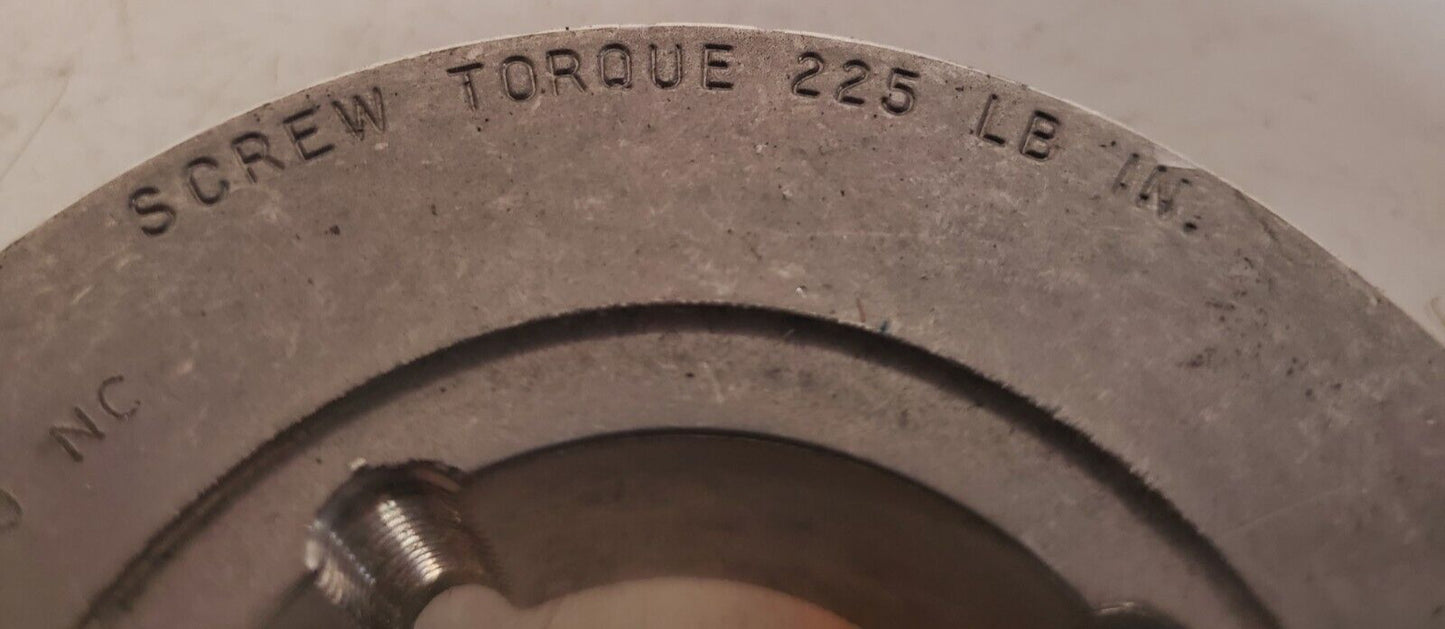 SCREW TORQUE 225 LB IN.
NC